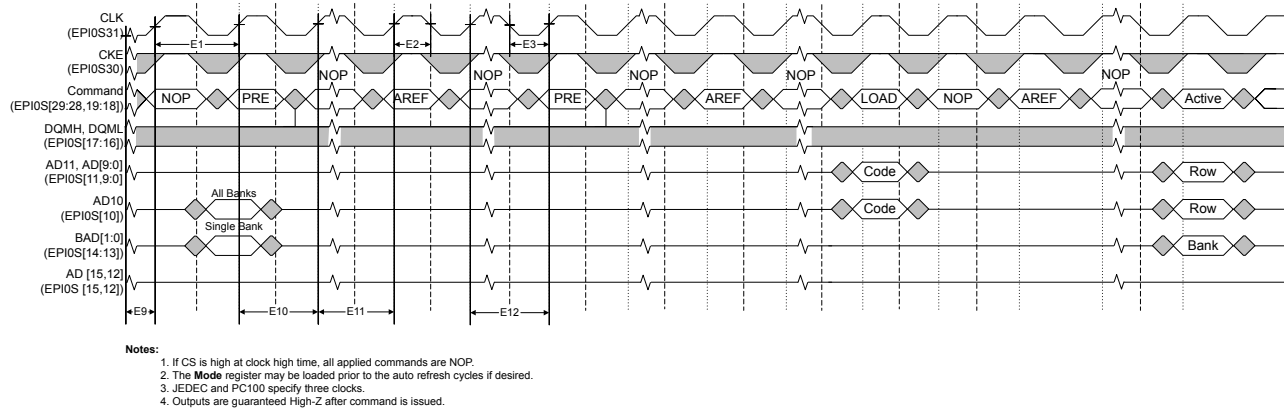 CLK
(EPI0S31)
E1
E2
E3
CKE
(EPI0S30)
NOP NOP NOP NOP NOP
Command
(EPI0S[29:28,19:18])
NOP PRE AREF PRE AREF LOAD NOP AREF Active
DQMH, DQML
(EPI0S[17:16])
AD11, AD[9:0]
(EPI0S[11,9:0])
Code Row
All Banks
AD10
(EPI0S[10])
Code Row
Single Bank
BAD[1:0]
(EPI0S[14:13])
Bank
AD [15,12]
(EPI0S [15,12])
E9 E10 E11 E12
Notes:
1. If CS is high at clock high time, all applied commands are NOP.
2. The Mode register may be loaded prior to the auto refresh cycles if desired.
3. JEDEC and PC100 specify three clocks.
4. Outputs are guaranteed High-Z after command is issued.